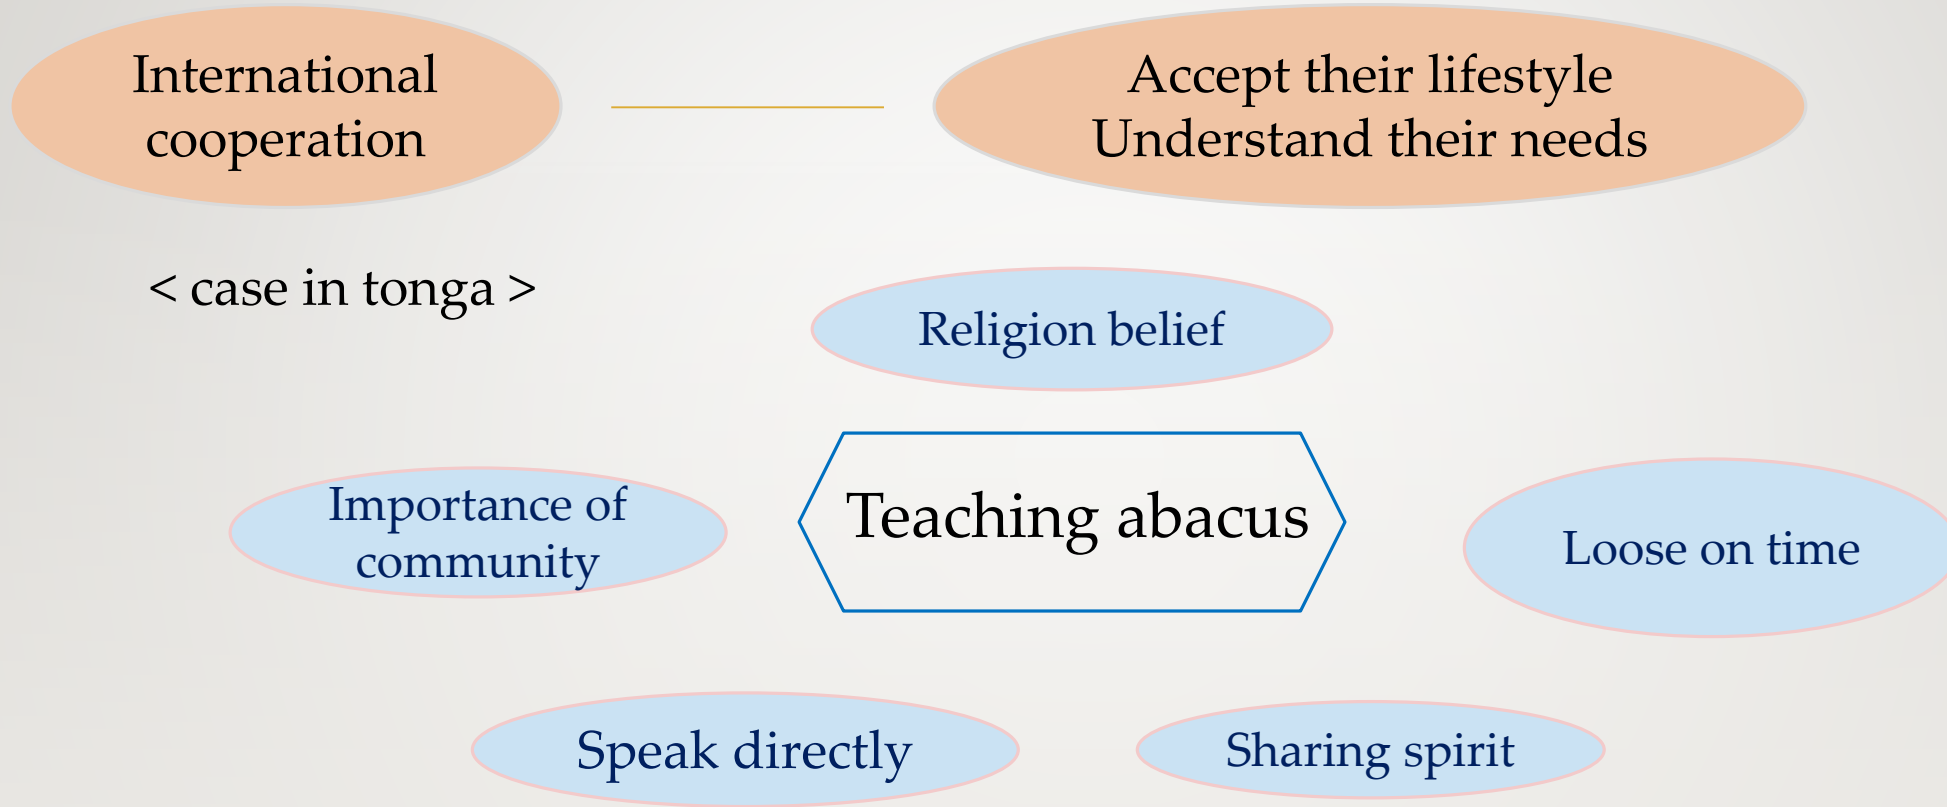 International
cooperation
Accept their lifestyle
Understand their needs
< case in tonga >
Religion belief
Importance of
community
Teaching abacus
Loose on time
Speak directly
Sharing spirit